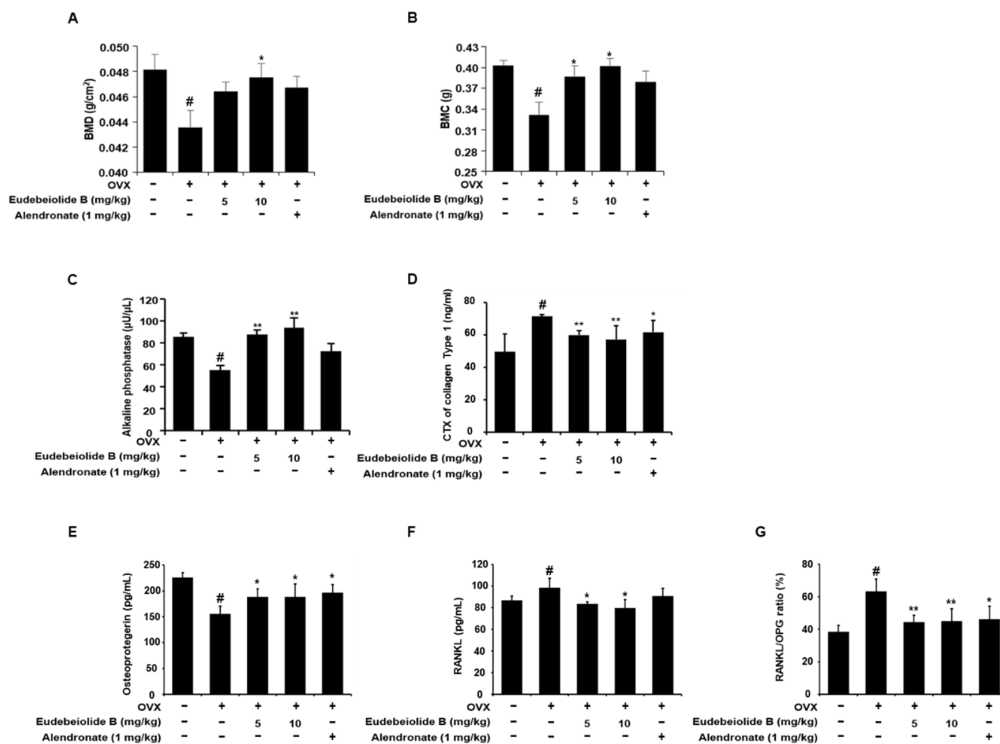 A
BMD (g/cm²)
0.050
0.048
0.046
0.044
0.042
0.040
# *
OVX - + + + +
Eudebeiolide B (mg/kg) - - 5 10 -
Alendronate (1 mg/kg) - - - - +
B
BMC (g)
0.43
0.40
0.37
0.34
0.31
0.28
0.25
# * *
OVX - + + + +
Eudebeiolide B (mg/kg) - - 5 10 -
Alendronate (1 mg/kg) - - - - +
C
Alkaline phosphatase (μU/μL)
120
100
80
60
40
20
0
# ** **
OVX - + + + +
Eudebeiolide B (mg/kg) - - 5 10 -
Alendronate (1 mg/kg) - - - - +
D
CTX of collagen Type 1 (ng/ml)
80
60
40
20
0
# ** ** *
OVX - + + + +
Eudebeiolide B (mg/kg) - - 5 10 -
Alendronate (1 mg/kg) - - - - +
E
Osteoprotegerin (pg/mL)
250
200
150
100
50
0
# * * *
OVX - + + + +
Eudebeiolide B (mg/kg) - - 5 10 -
Alendronate (1 mg/kg) - - - - +
F
RANKL (pg/mL)
120
100
80
60
40
20
0
# * *
OVX - + + + +
Eudebeiolide B (mg/kg) - - 5 10 -
Alendronate (1 mg/kg) - - - - +
G
RANKL/OPG ratio (%)
80
60
40
20
0
# ** ** *
OVX - + + + +
Eudebeiolide B (mg/kg) - - 5 10 -
Alendronate (1 mg/kg) - - - - +